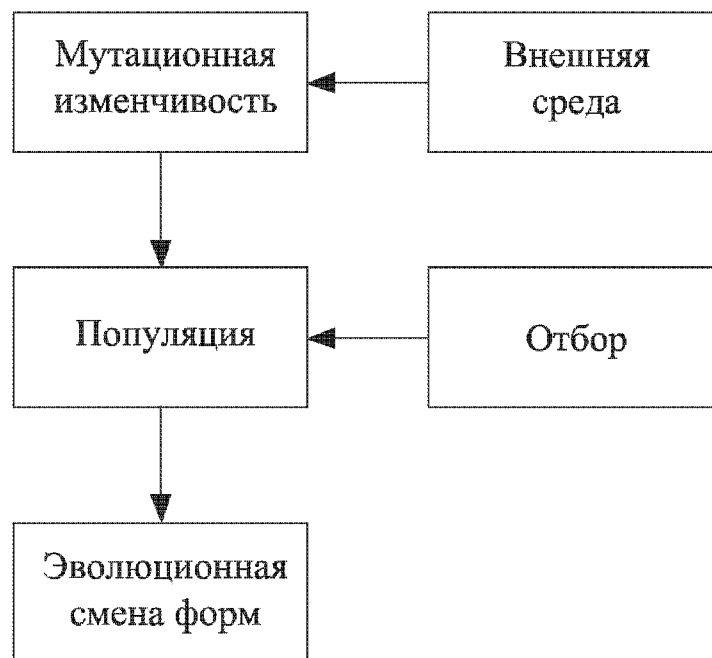 Мутационная
изменчивость
Внешняя
среда
Популяция
Отбор
Эволюционная
смена форм